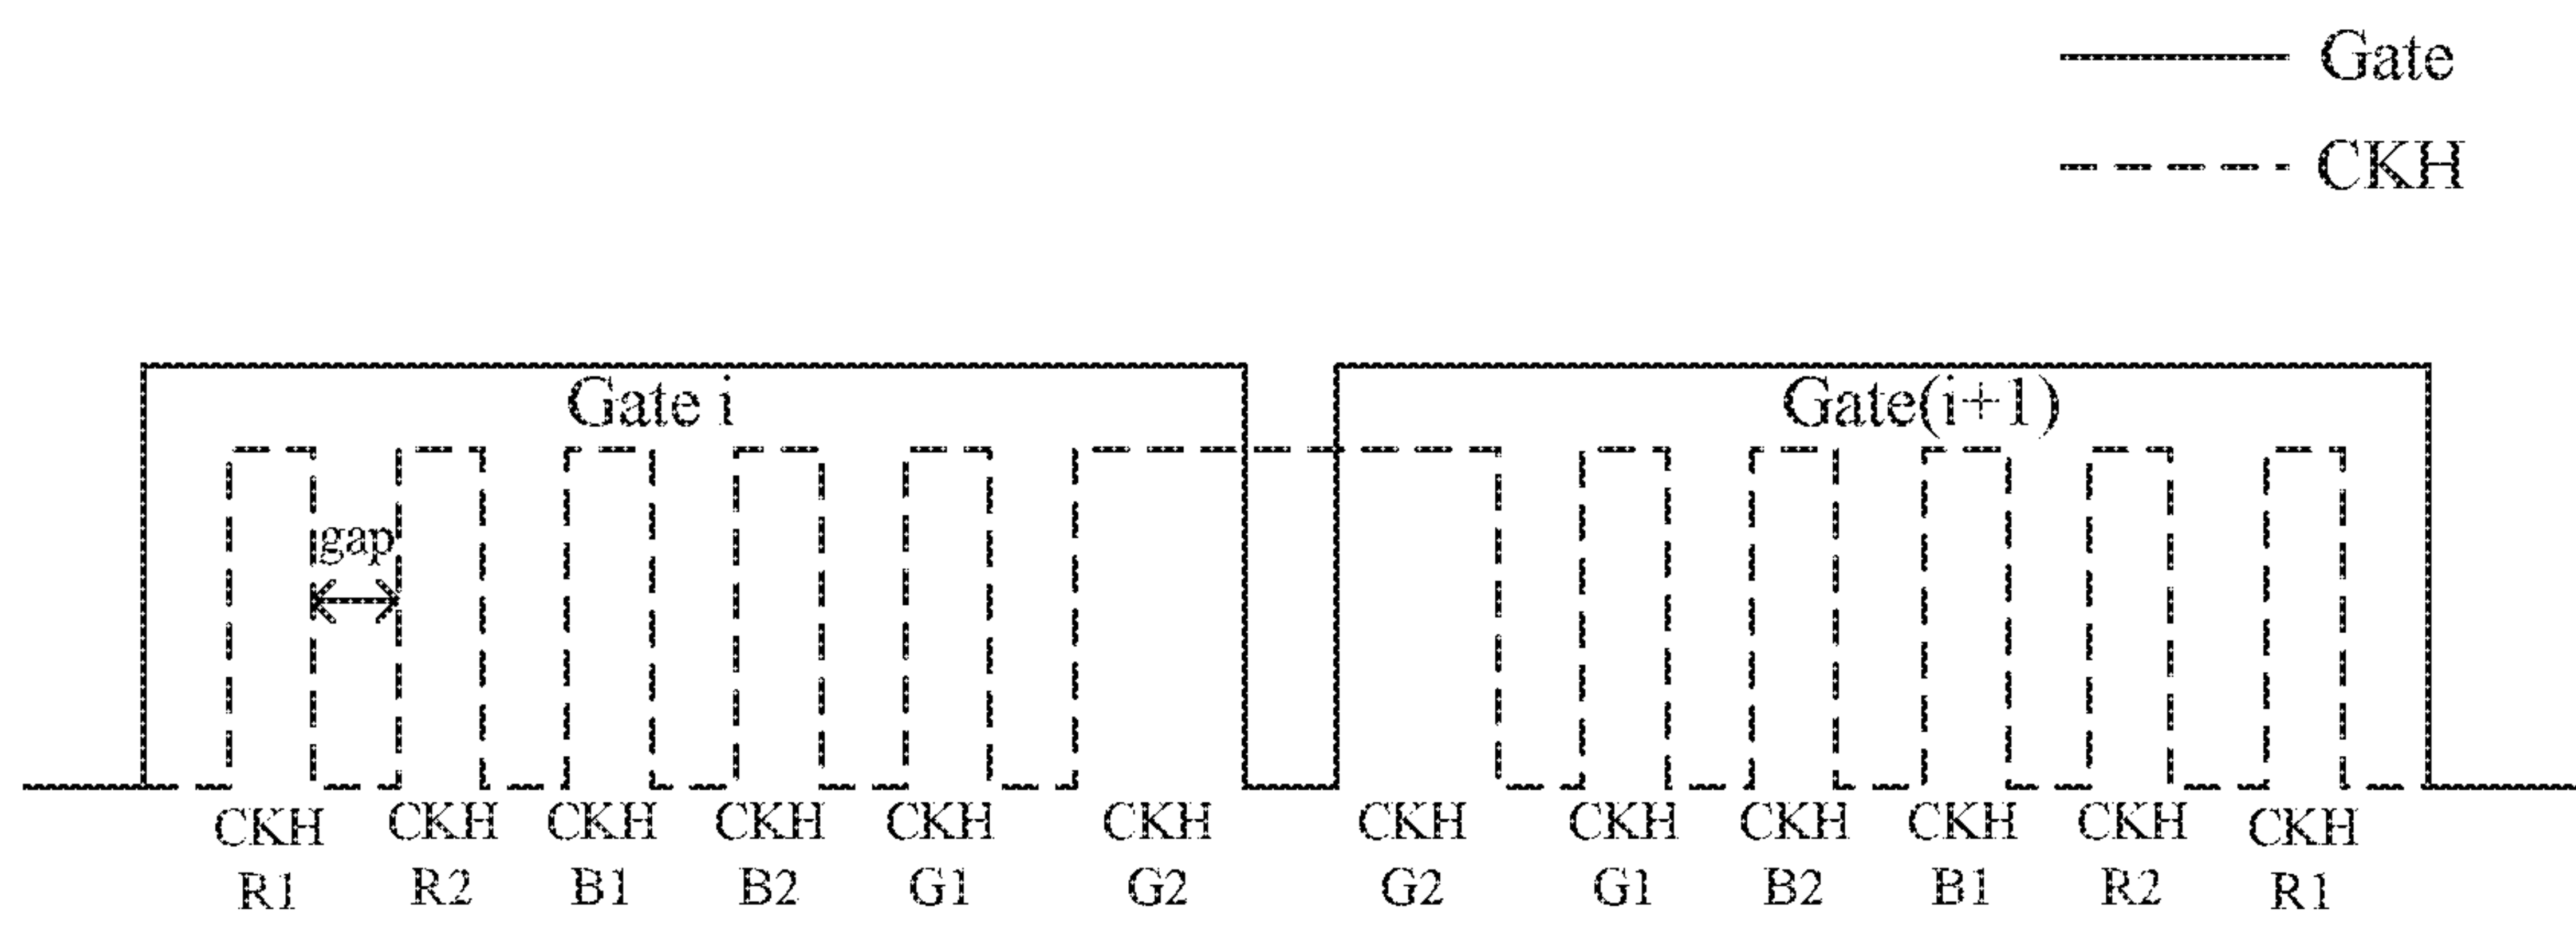 Gate
CKH
Gate i
Gate(i+1)
gap
CKH CKH CKH CKH CKH CKH CKH CKH CKH CKH CKH CKH
R1 R2 B1 B2 G1 G2 G2 G1 B2 B1 R2 R1